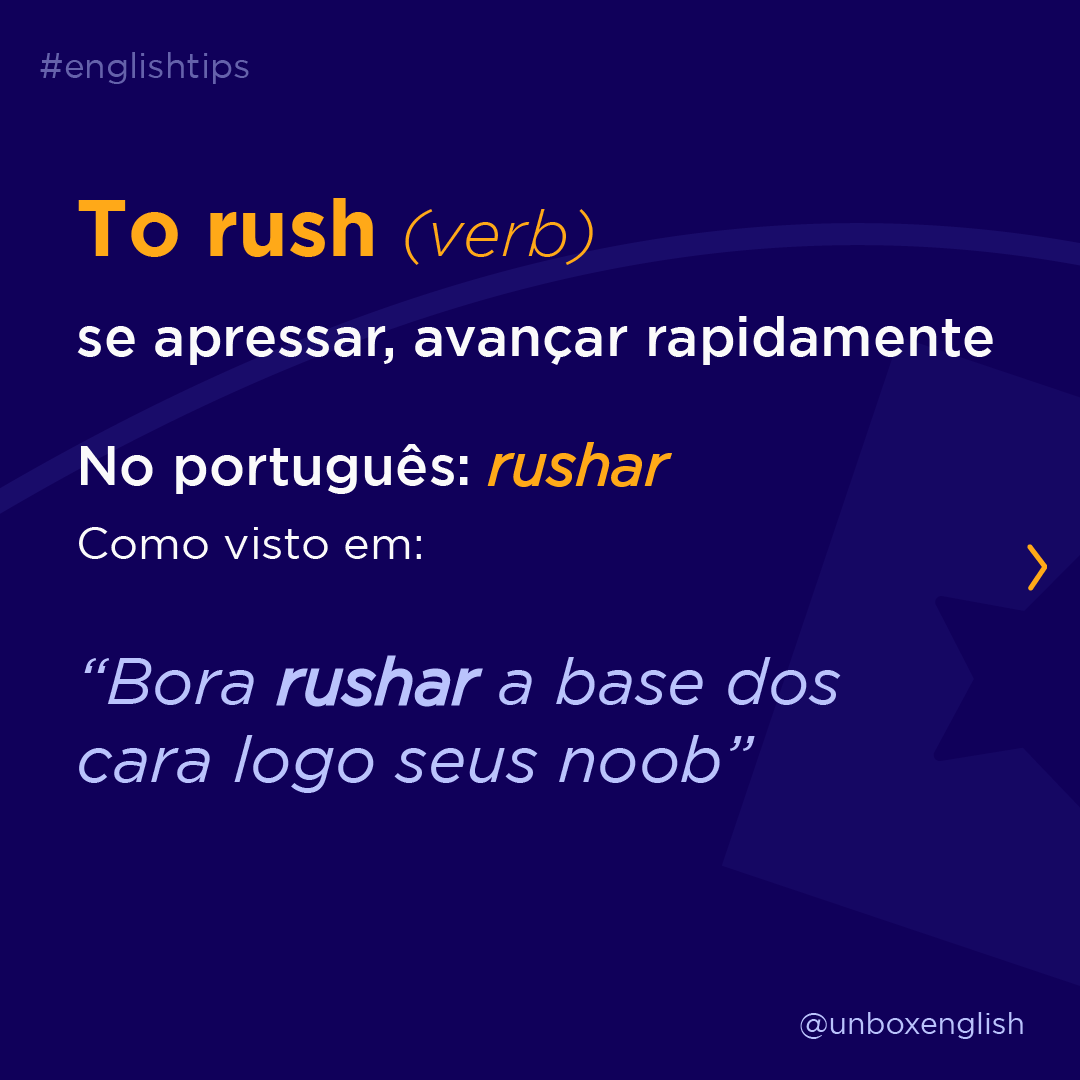 #englishtips
To rush (verb)
se apressar, avançar rapidamente
No português: rushar
Como visto em:
“Bora rushar a base dos
cara logo seus noob”
@unboxenglish